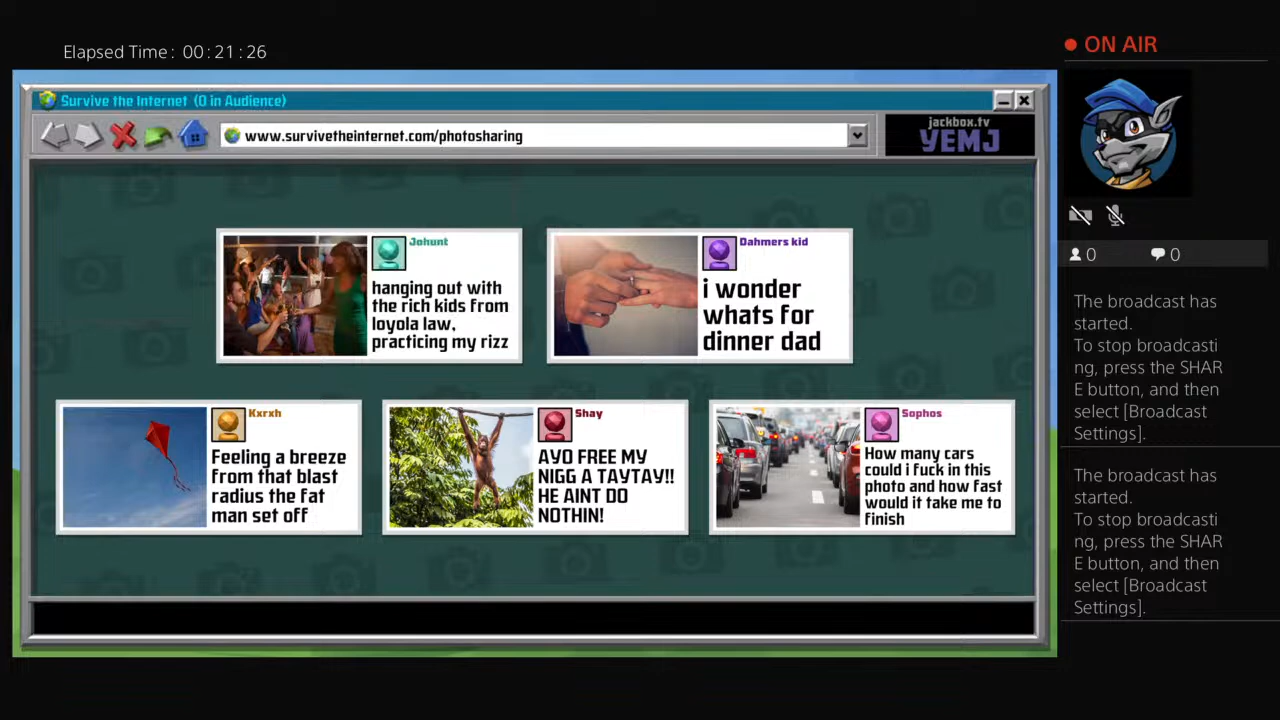 Elapsed Time: 00:21:26
ON AIR
Survive the Internet (0 in Audience)
www.survivetheinternet.com/photosharing
jackbox.tv
YEMJ
Johunt
hanging out with
the rich kids from
loyola law,
practicing my rizz
Dahmers kid
i wonder
whats for
dinner dad
Kxrxh
Feeling a breeze
from that blast
radius the fat
man set off
Shay
AYO FREE MY
NIGG A TAYTAY!!
HE AINT DO
NOTHIN!
Sophos
How many cars
could i fuck in this
photo and how fast
would it take me to
finish
0
0
The broadcast has
started.
To stop broadcasti
ng, press the SHAR
E button, and then
select [Broadcast
Settings].
The broadcast has
started.
To stop broadcasti
ng, press the SHAR
E button, and then
select [Broadcast
Settings].